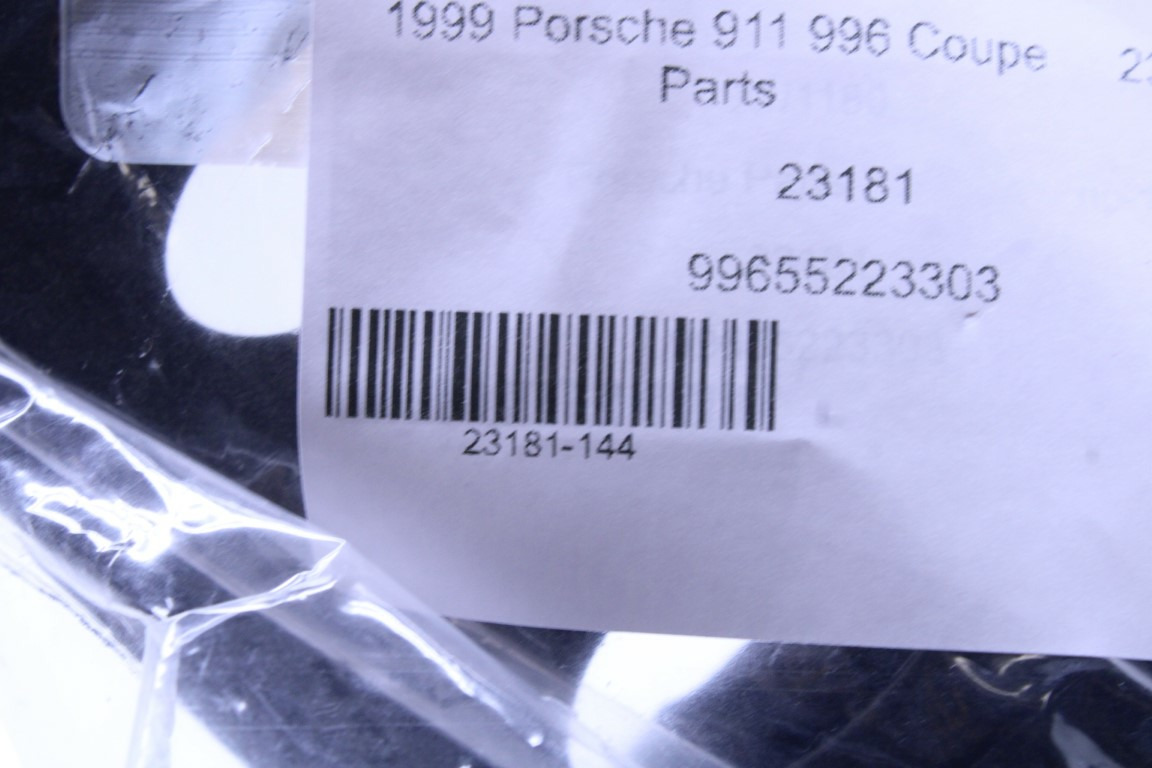 1999 Porsche 911 996 Coupe
Parts
23181
99655223303
23181-144